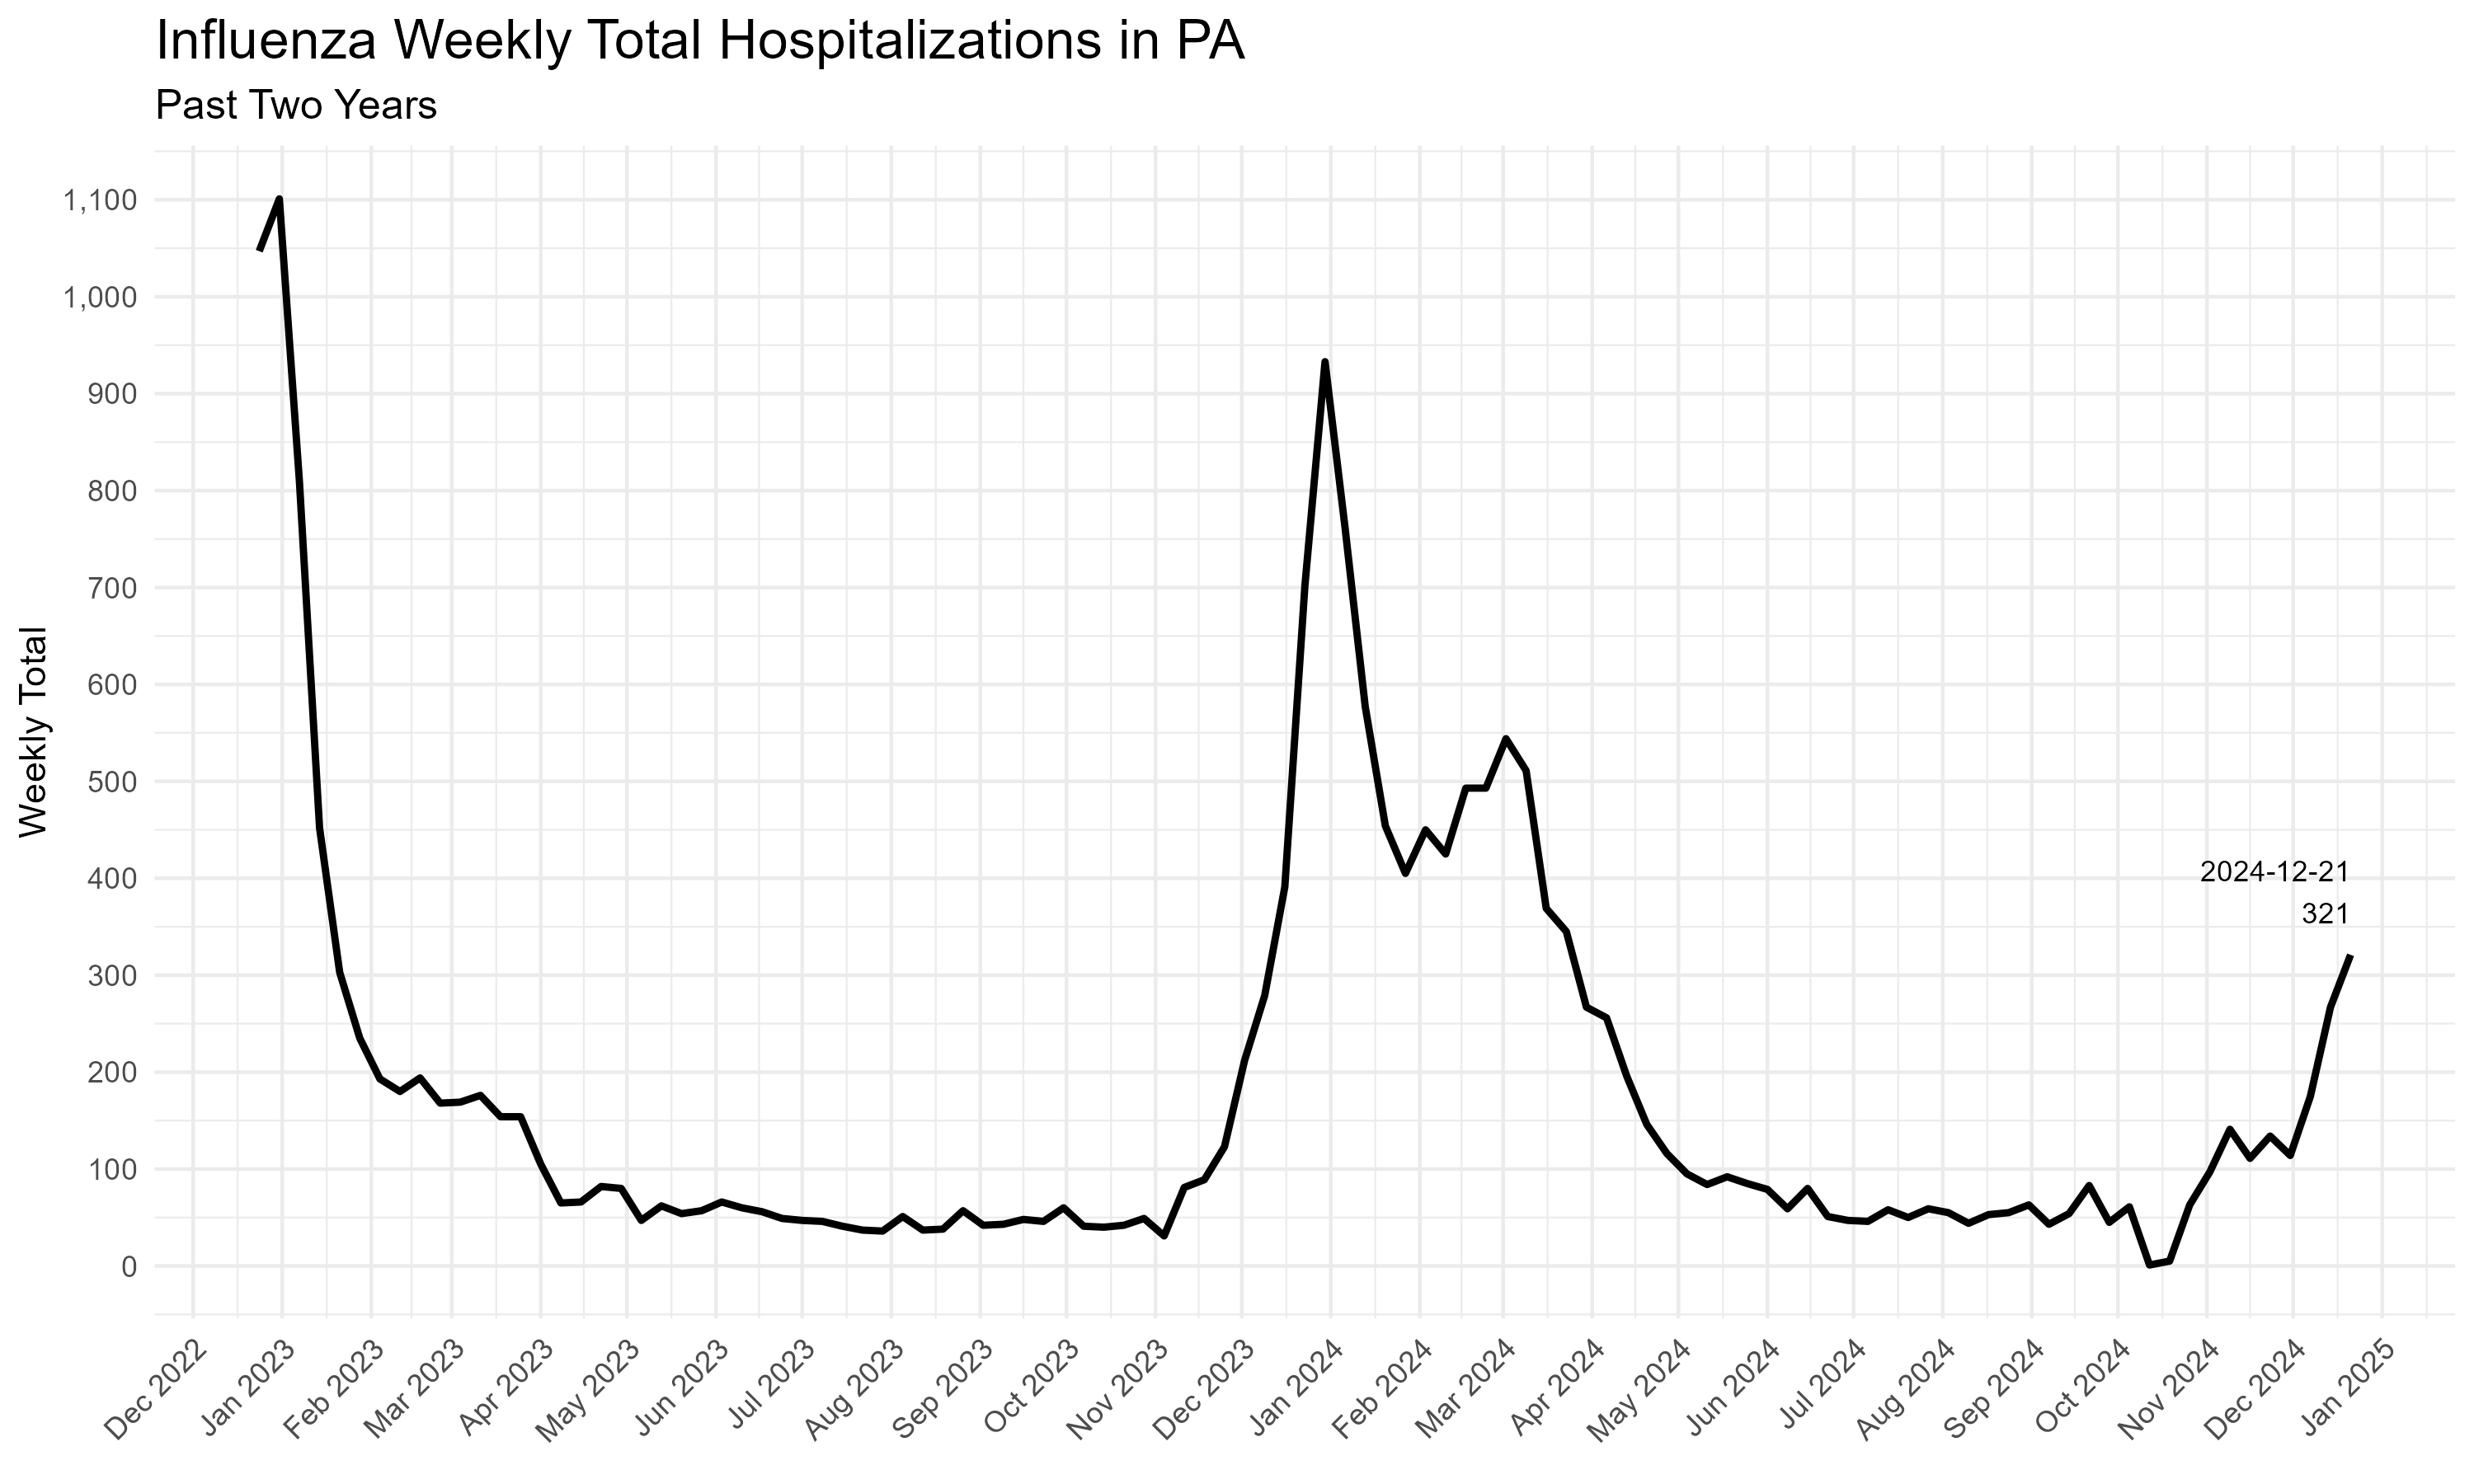 Influenza Weekly Total Hospitalizations in PA
Past Two Years
1,100
1,000
900
800
700
600
500
400
300
200
100
0
Weekly Total
2024-12-21
321
Dec 2022
Jan 2023
Feb 2023
Mar 2023
Apr 2023
May 2023
Jun 2023
Jul 2023
Aug 2023
Sep 2023
Oct 2023
Nov 2023
Dec 2023
Jan 2024
Feb 2024
Mar 2024
Apr 2024
May 2024
Jun 2024
Jul 2024
Aug 2024
Sep 2024
Oct 2024
Nov 2024
Dec 2024
Jan 2025